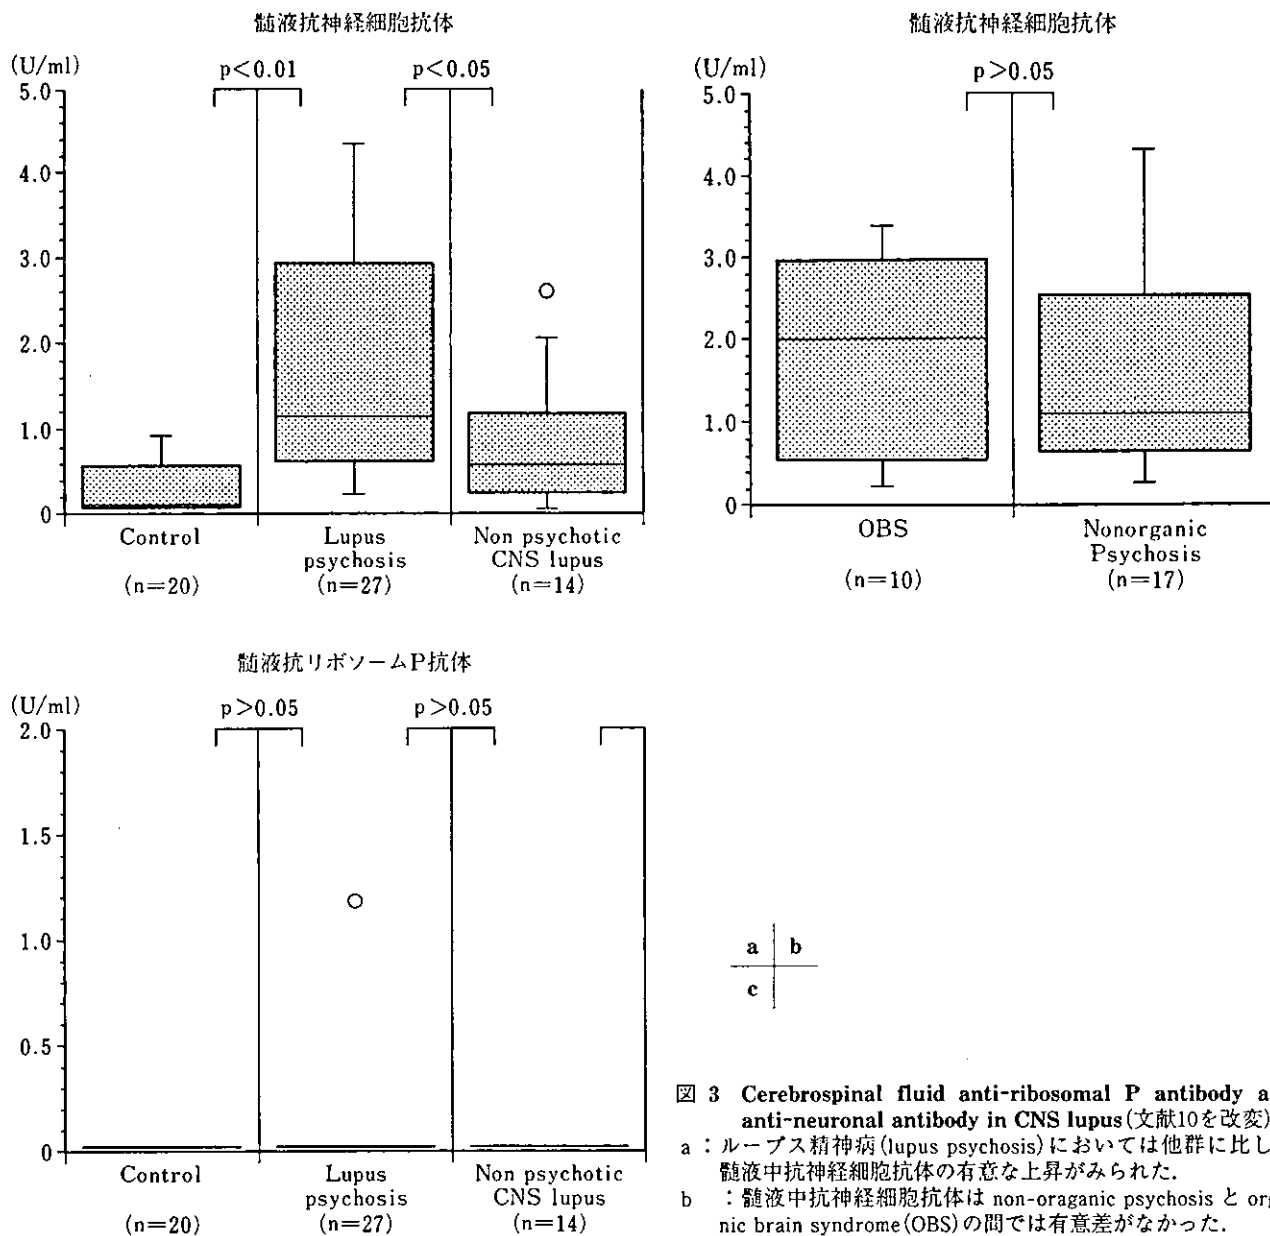 髄液抗神経細胞抗体
(U/ml)
p<0.01
p<0.05
5.0
4.0
3.0
2.0
1.0
0
Control
(n=20)
Lupus
psychosis
(n=27)
Non psychotic
CNS lupus
(n=14)
髄液抗神経細胞抗体
(U/ml)
p>0.05
5.0
4.0
3.0
2.0
1.0
0
OBS
(n=10)
Nonorganic
Psychosis
(n=17)
髄液抗リボソームP抗体
(U/ml)
p>0.05
p>0.05
2.0
1.5
1.0
0.5
0
Control
(n=20)
Lupus
psychosis
(n=27)
Non psychotic
CNS lupus
(n=14)
a b
c
図 3 Cerebrospinal fluid anti-ribosomal P antibody a
anti-neuronal antibody in CNS lupus(文献10を改変)
a:ループス精神病(lupus psychosis)においては他群に比し
髄液中抗神経細胞抗体の有意な上昇がみられた.
b :髄液中抗神経細胞抗体は non-oraganic psychosis と org
nic brain syndrome(OBS)の間では有意差がなかった.